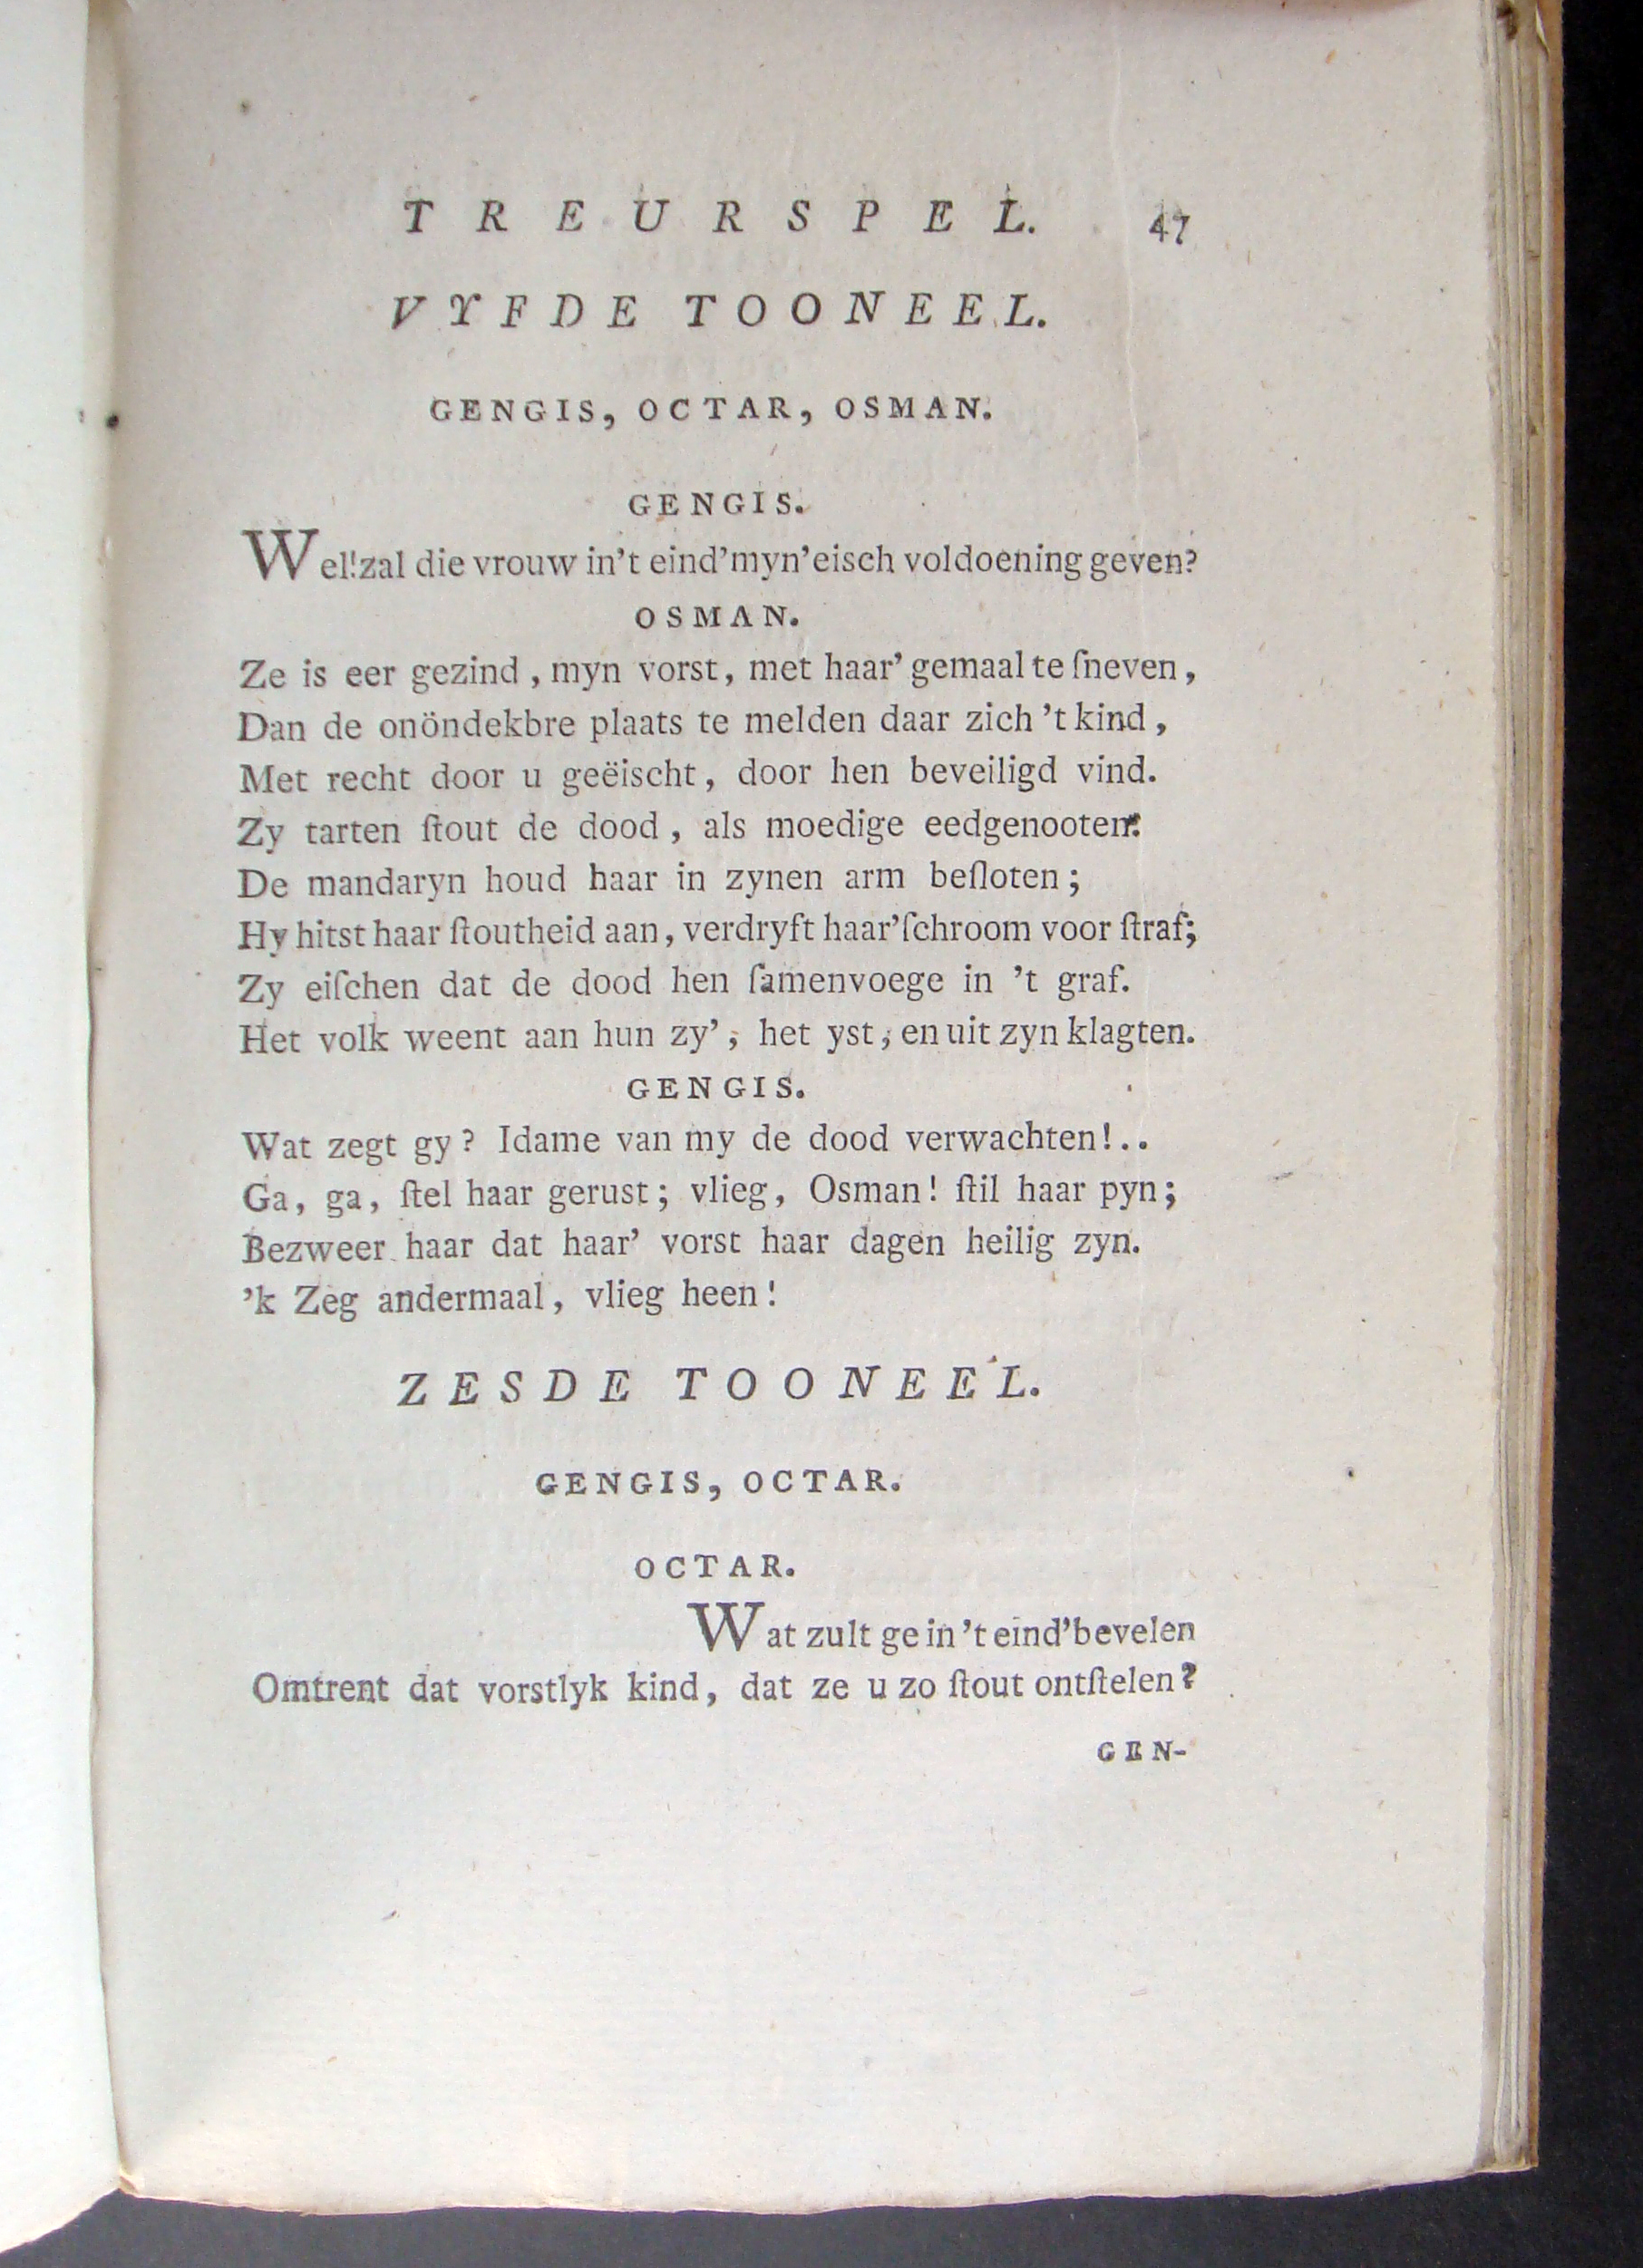 TREURSPEL. 47
VYFDE TOONEEL.
GENGIS, OCTAR, OSMAN.
GENGIS.
Wel! zal die vrouw in 't eind' myn' eisch voldoening geven?
OSMAN.
Ze is eer gezind, myn vorst, met haar' gemaal te ſneven,
Dan de onöndekbre plaats te melden daar zich 't kind,
Met recht door u geëischt, door hen beveiligd vind.
Zy tarten ſtout de dood, als moedige eedgenooten:
De mandaryn houd haar in zynen arm beſloten;
Hy hitst haar ſtoutheid aan, verdryft haar' ſchroom voor ſtraf;
Zy eiſchen dat de dood hen ſamenvoege in 't graf.
Het volk weent aan hun zy', het yst, en uit zyn klagten.
GENGIS.
Wat zegt gy? Idame van my de dood verwachten!..
Ga, ga, ſtel haar gerust; vlieg, Osman! ſtil haar pyn;
Bezweer haar dat haar' vorst haar dagen heilig zyn.
'k Zeg andermaal, vlieg heen!
ZESDE TOONEEL.
GENGIS, OCTAR.
OCTAR.
Wat zult ge in 't eind' bevelen
Omtrent dat vorstlyk kind, dat ze u zo ſtout ontſtelen?
GEN-